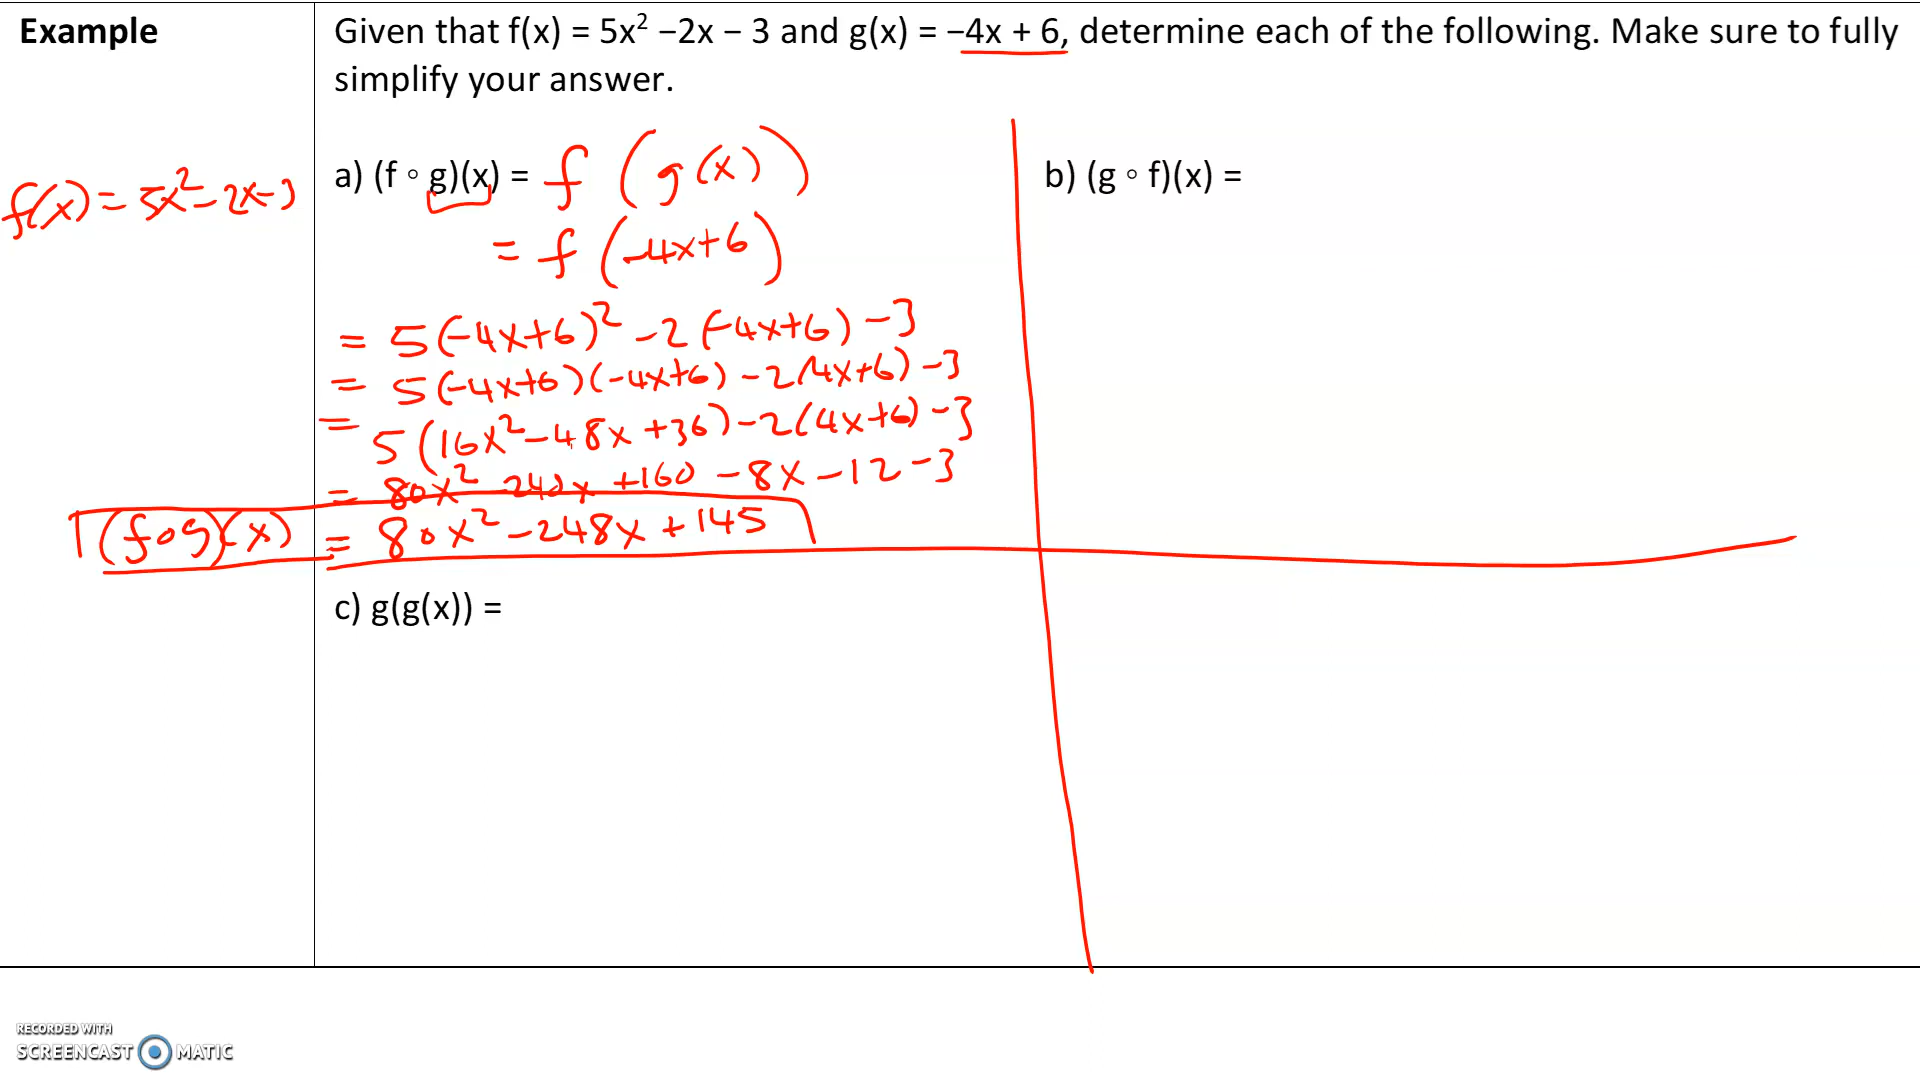 Example
Given that f(x) = 5x² −2x − 3 and g(x) = −4x + 6, determine each of the following. Make sure to fully
simplify your answer.
f(x) = 5x² − 2x − 3
a) (f ∘ g)(x) = f (g(x))
= f (−4x+6)
= 5(−4x+6)² − 2(−4x+6) − 3
= 5(−4x+6)(−4x+6) − 2(4x+6) − 3
= 5(16x² − 48x + 36) − 2(4x+6) − 3
= 80x² − 240x + 160 − 8x − 12 − 3
(fog)(x) = 80x² − 248x + 145
b) (g ∘ f)(x) =
c) g(g(x)) =
RECORDED WITH
SCREENCAST MATIC